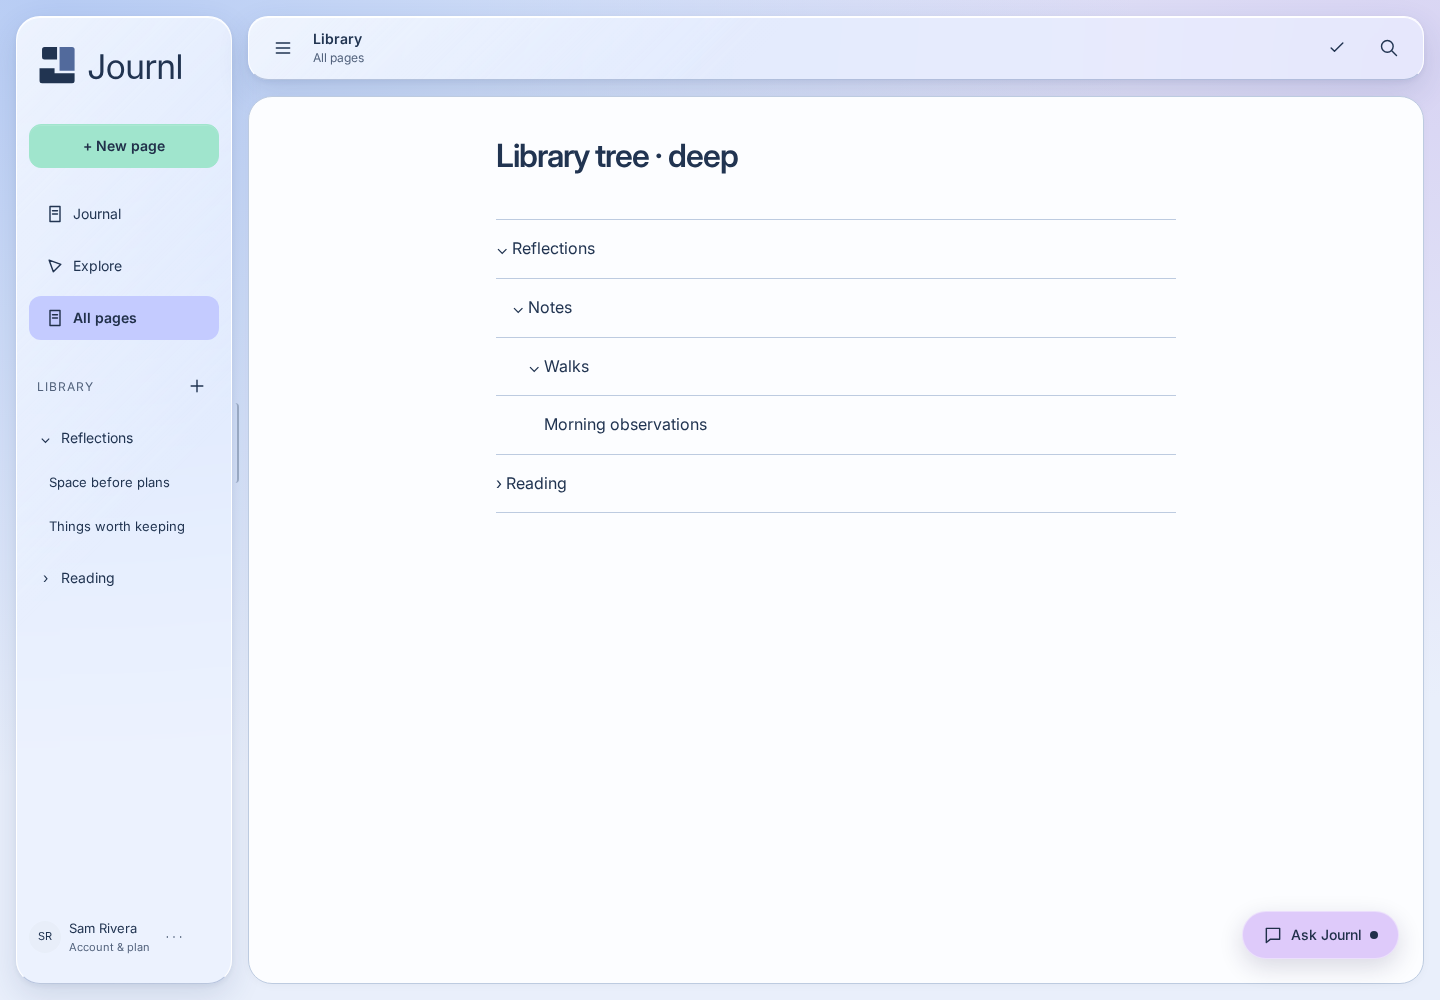 Journl
+ New page
Journal
Explore
All pages
LIBRARY
Reflections
Space before plans
Things worth keeping
Reading
SR
Sam Rivera
Account & plan
···
Library
All pages
Library tree · deep
Reflections
Notes
Walks
Morning observations
› Reading
Ask Journl